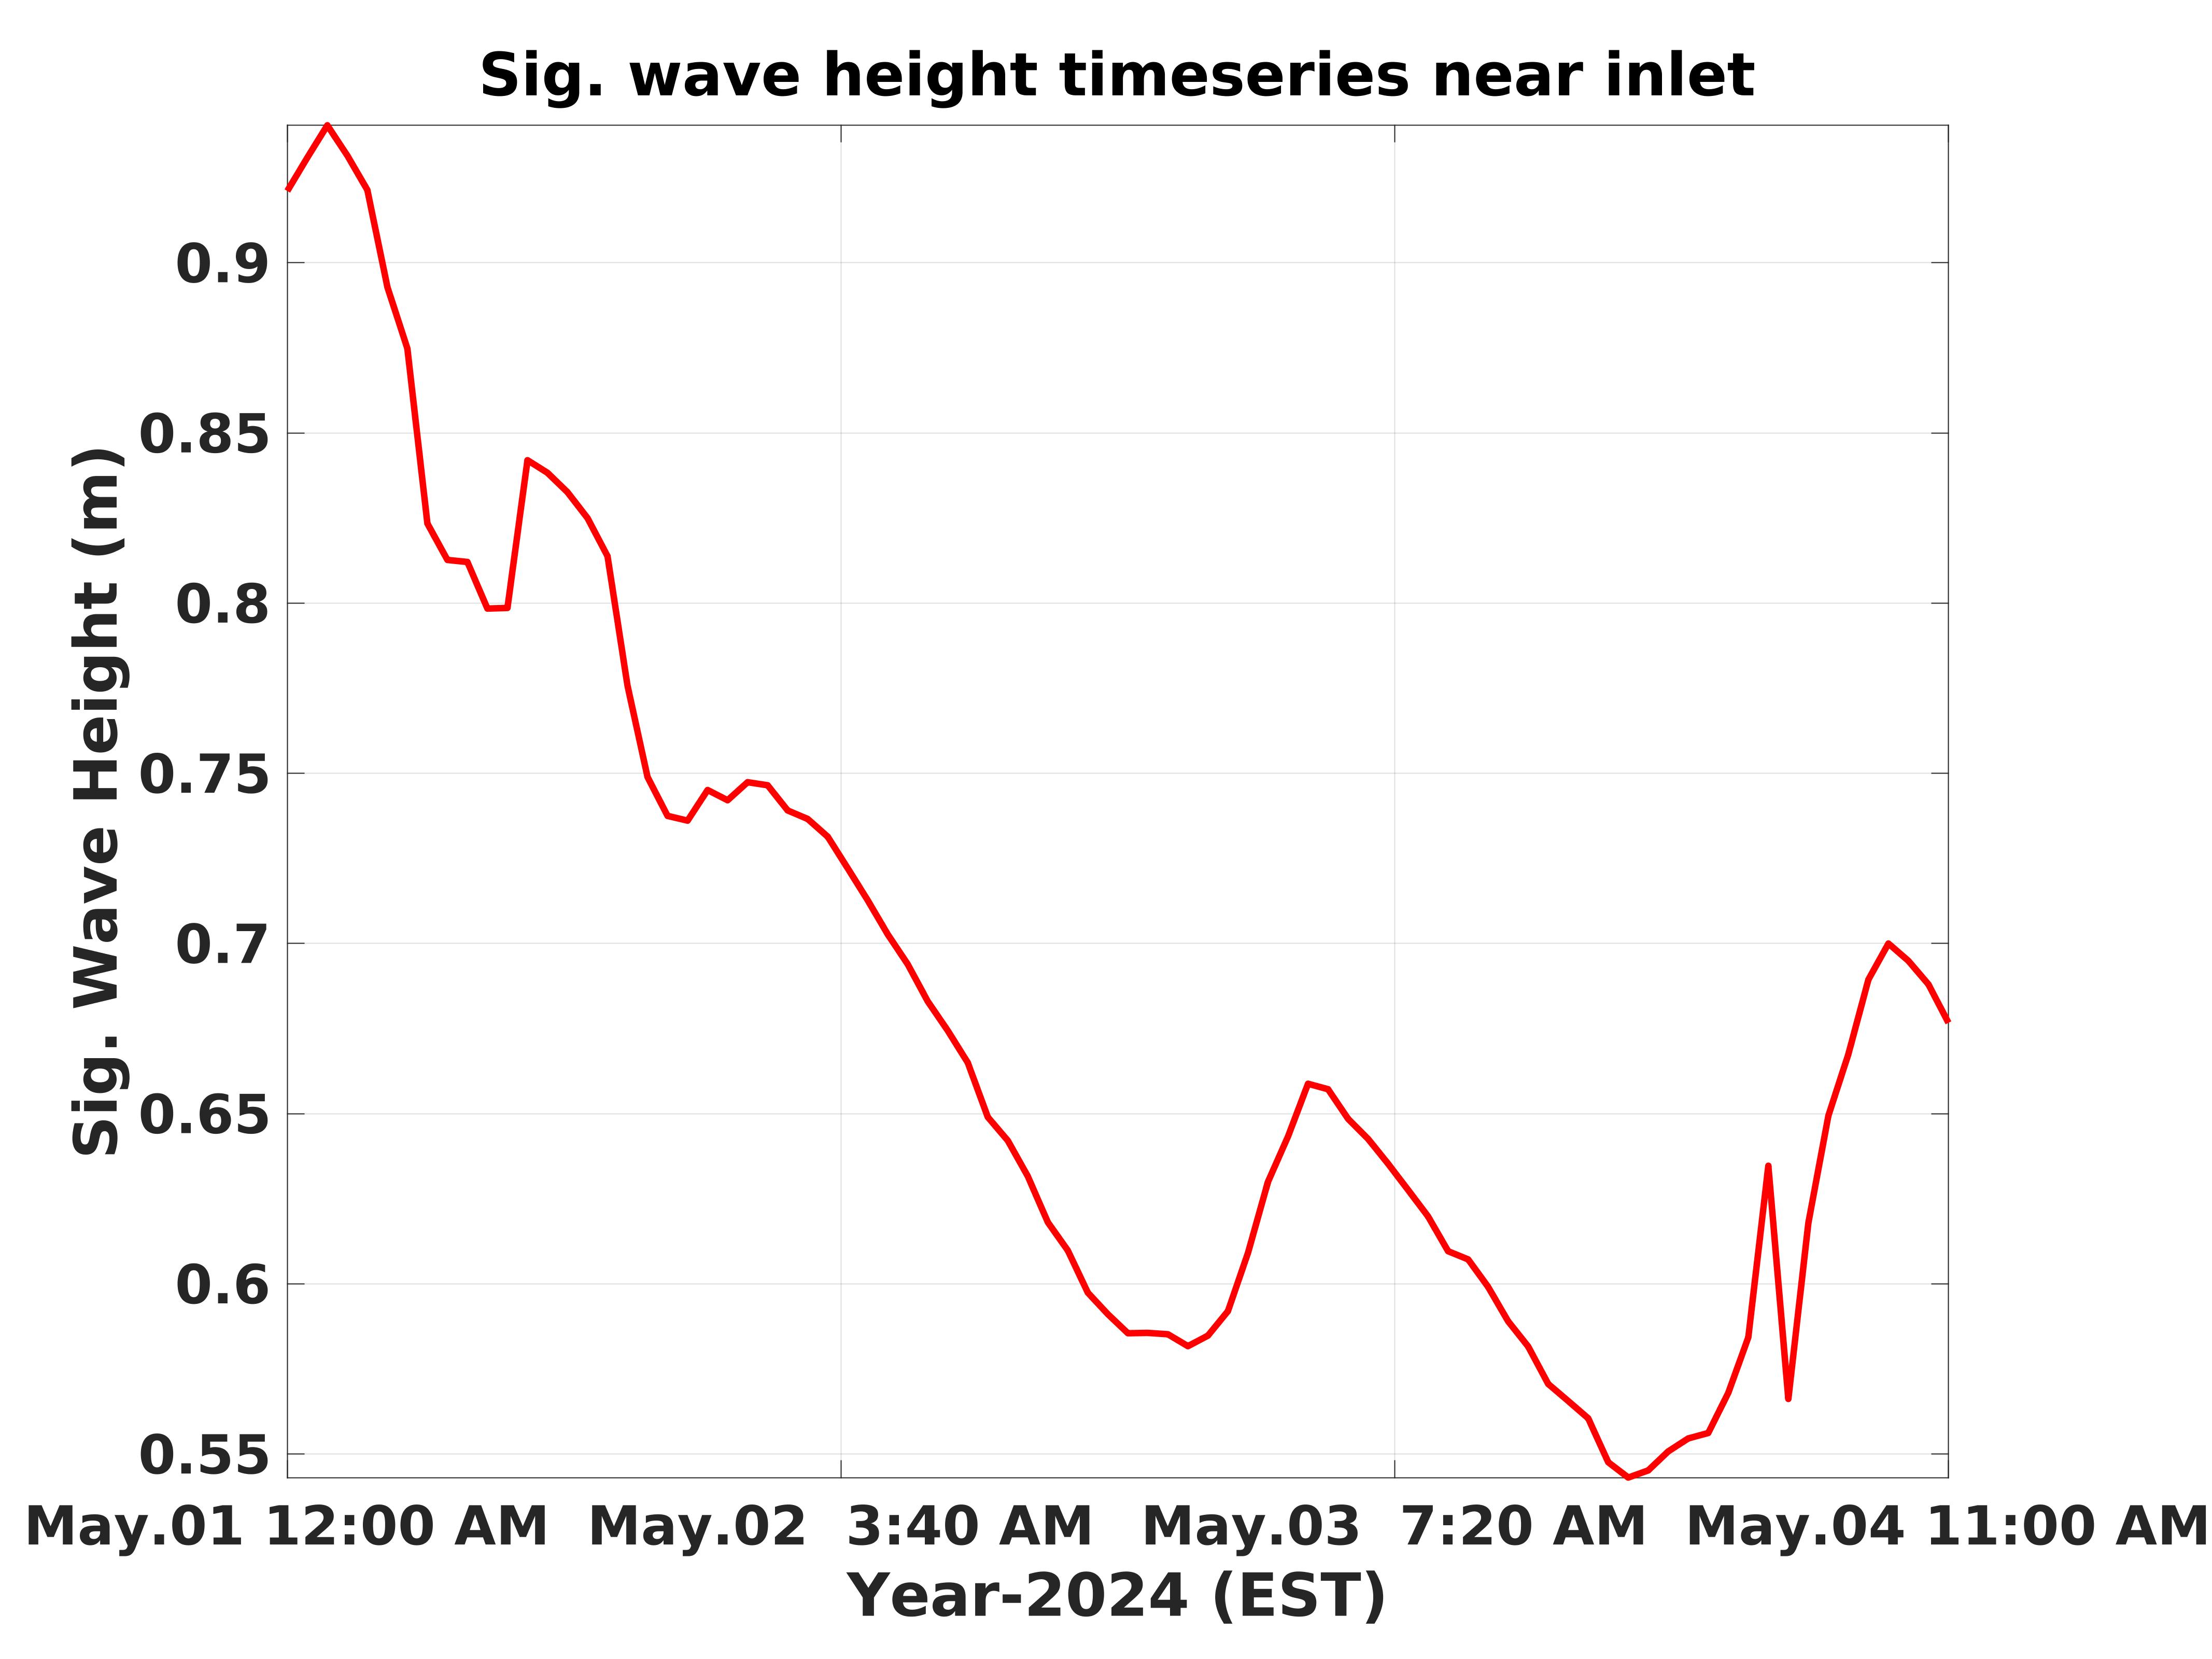 Sig. wave height timeseries near inlet
Sig. Wave Height (m)
0.9
0.85
0.8
0.75
0.7
0.65
0.6
0.55
May.01 12:00 AM May.02 3:40 AM May.03 7:20 AM May.04 11:00 AM
Year-2024 (EST)